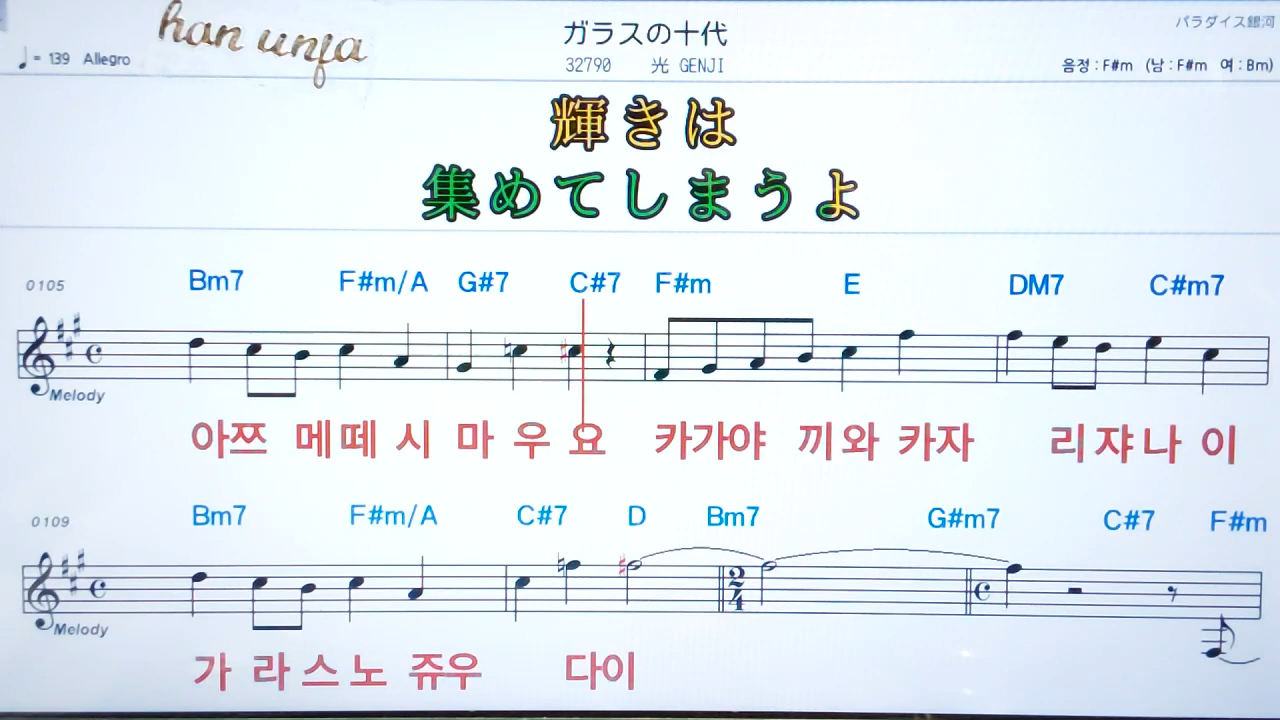 han unfa
ガラスの十代
パラダイス銀河
♩= 139 Allegro
32790 光 GENJI
음정 : F#m (남 : F#m 여 : Bm)
輝きは
集めてしまうよ
0105 Bm7 F#m/A G#7 C#7 F#m E DM7 C#m7
Melody
아쯔 메떼 시 마 우 요 카가야 끼와 카자 리 쟈나 이
0109 Bm7 F#m/A C#7 D Bm7 G#m7 C#7 F#m
2
4
Melody
가 라 스 노 쥬우 다이